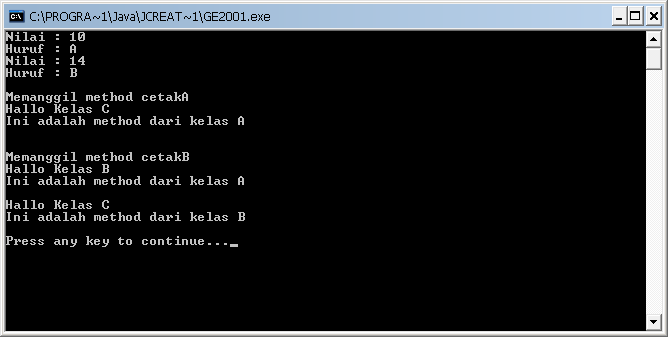 C:\PROGRA~1\Java\JCREAT~1\GE2001.exe
Nilai : 10
Huruf : A
Nilai : 14
Huruf : B
Memanggil method cetakA
Hallo Kelas C
Ini adalah method dari kelas A
Memanggil method cetakB
Hallo Kelas B
Ini adalah method dari kelas A
Hallo Kelas C
Ini adalah method dari kelas B
Press any key to continue..._